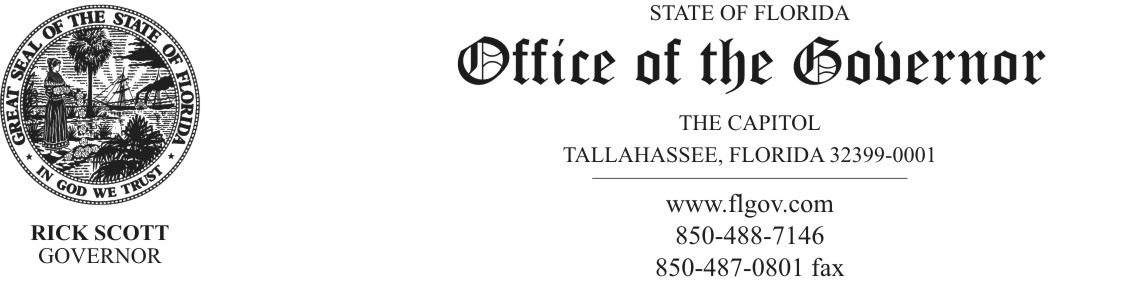 GREAT SEAL OF THE STATE OF FLORIDA
IN GOD WE TRUST
RICK SCOTT
GOVERNOR
STATE OF FLORIDA
Office of the Governor
THE CAPITOL
TALLAHASSEE, FLORIDA 32399-0001
www.flgov.com
850-488-7146
850-487-0801 fax